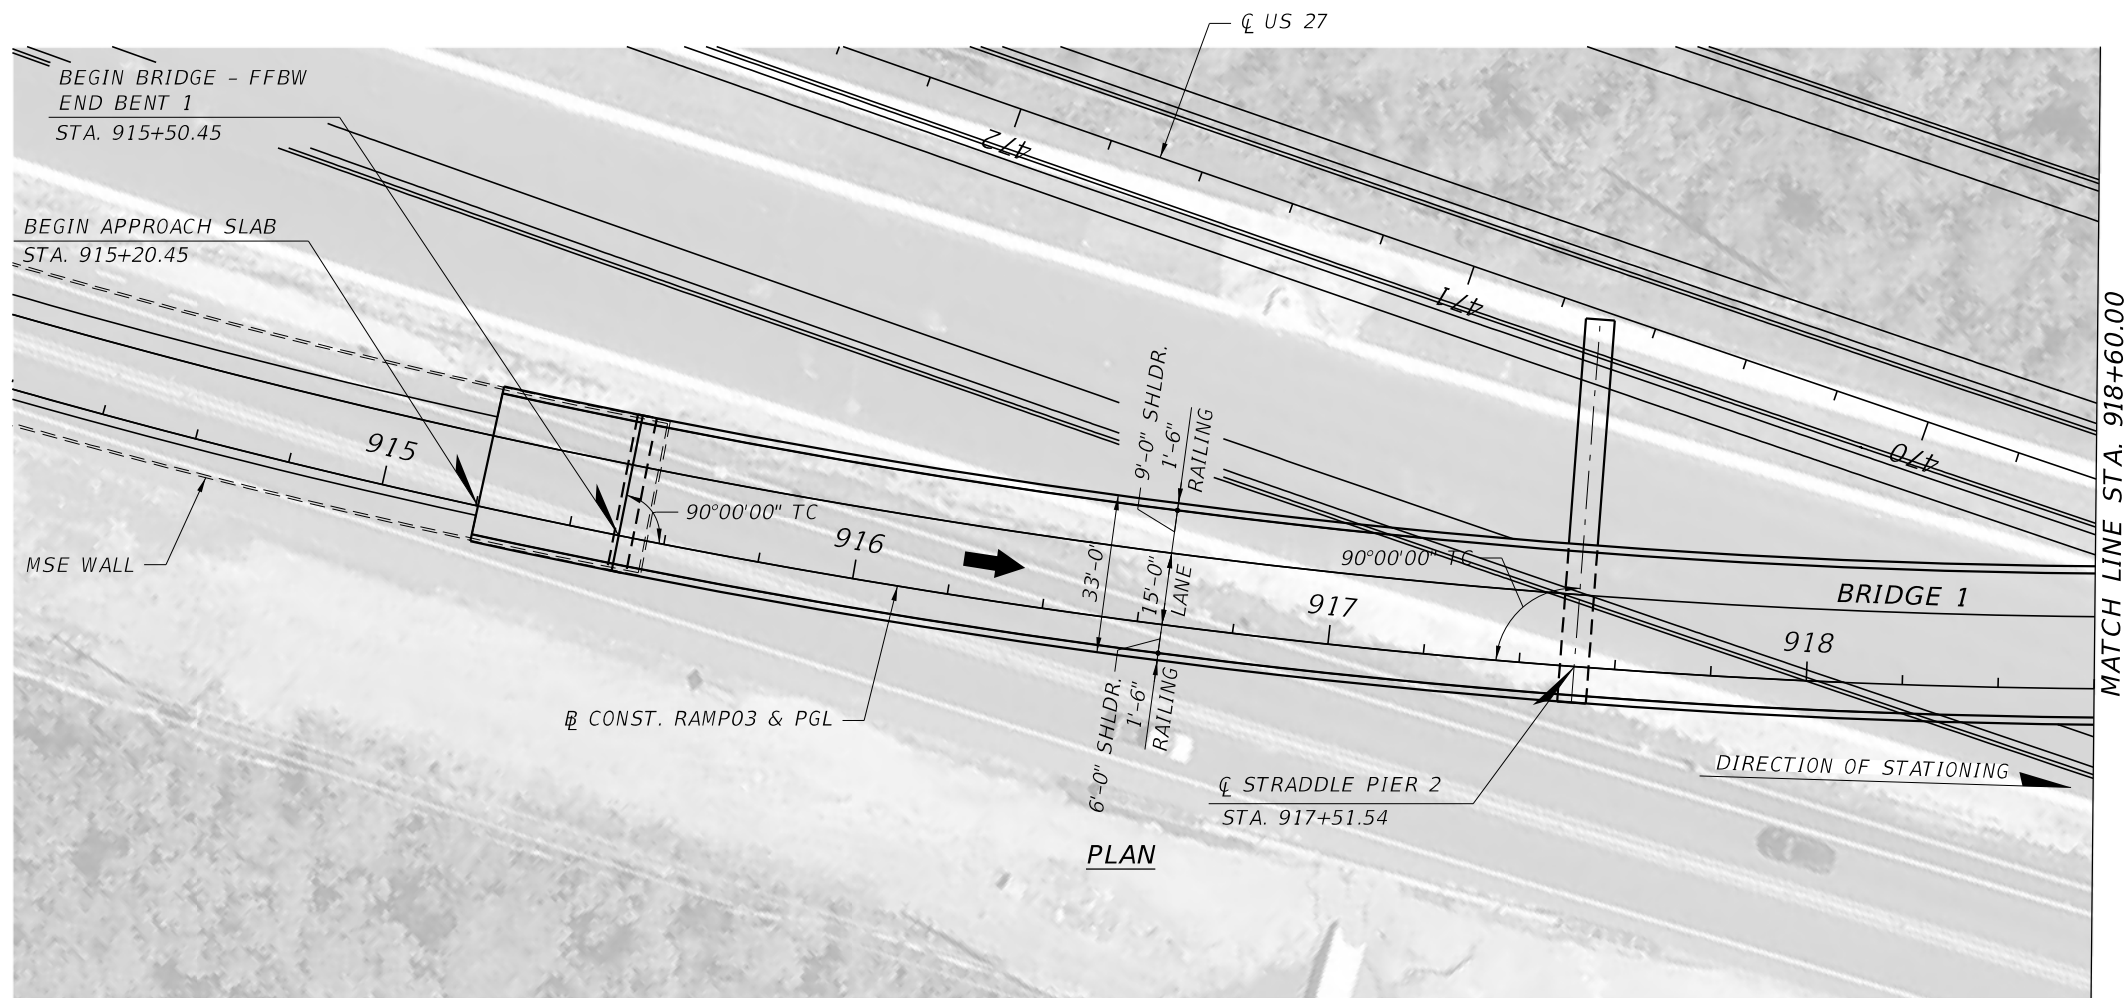 ℄ US 27
BEGIN BRIDGE - FFBW
END BENT 1
STA. 915+50.45
472
BEGIN APPROACH SLAB
STA. 915+20.45
471
MATCH LINE STA. 918+60.00
9'-0" SHLDR.
1'-6"
RAILING
915
470
90°00'00" TC
916
33'-0"
15'-0"
LANE
90°00'00" TC
917
BRIDGE 1
918
MSE WALL
℄ CONST. RAMP03 & PGL
6'-0" SHLDR.
1'-6"
RAILING
DIRECTION OF STATIONING
℄ STRADDLE PIER 2
STA. 917+51.54
PLAN